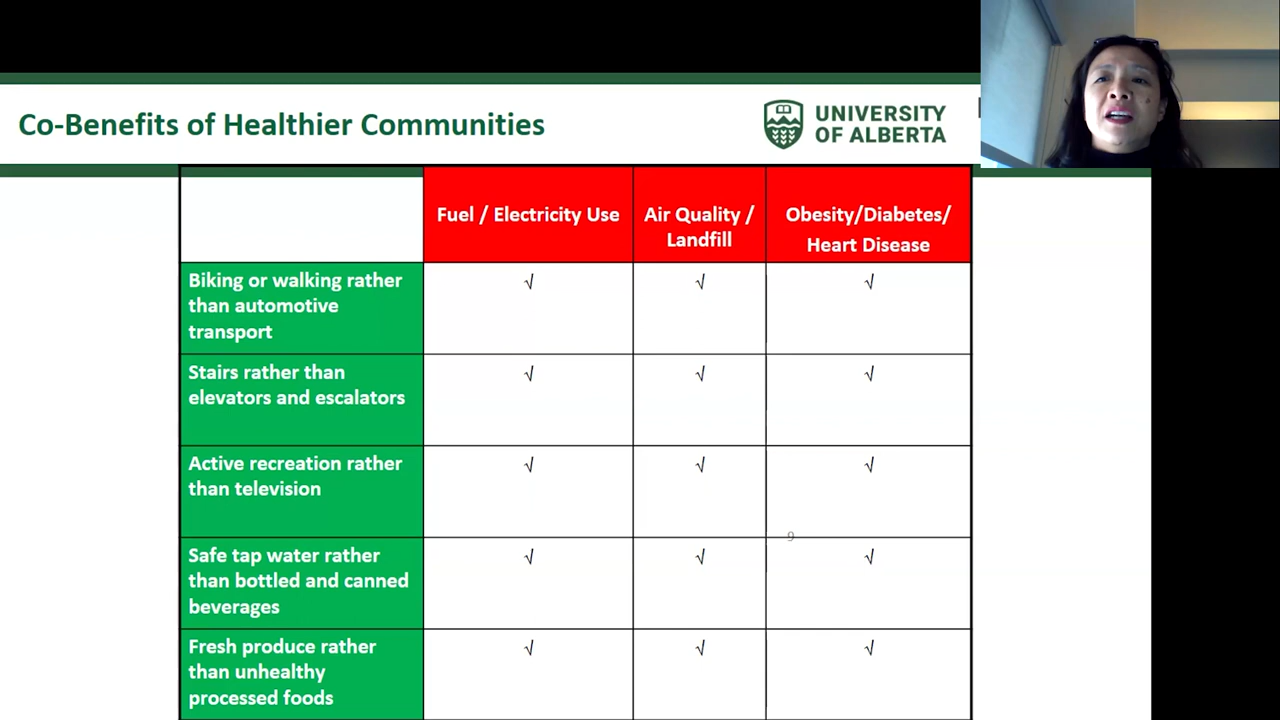 Co-Benefits of Healthier Communities
UNIVERSITY
OF ALBERTA
Fuel / Electricity Use
Air Quality /
Landfill
Obesity/Diabetes/
Heart Disease
Biking or walking rather
than automotive
transport
√ √ √
Stairs rather than
elevators and escalators
√ √ √
Active recreation rather
than television
√ √ √
9
Safe tap water rather
than bottled and canned
beverages
√ √ √
Fresh produce rather
than unhealthy
processed foods
√ √ √